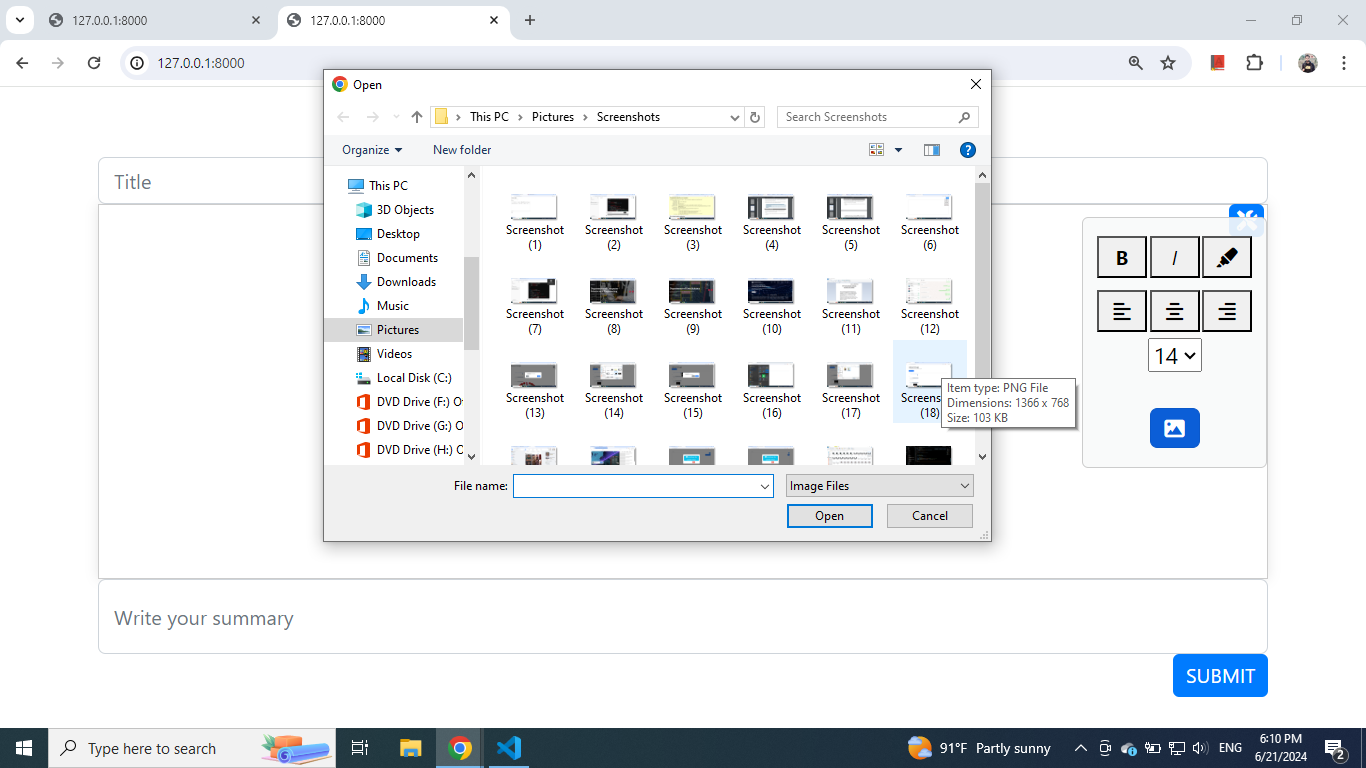 127.0.0.1:8000
127.0.0.1:8000
127.0.0.1:8000
Open
This PC
Pictures
Screenshots
Search Screenshots
Organize
New folder
This PC
3D Objects
Desktop
Documents
Downloads
Music
Pictures
Videos
Local Disk (C:)
DVD Drive (F:) O
DVD Drive (G:) O
DVD Drive (H:) O
Screenshot (1)
Screenshot (2)
Screenshot (3)
Screenshot (4)
Screenshot (5)
Screenshot (6)
Screenshot (7)
Screenshot (8)
Screenshot (9)
Screenshot (10)
Screenshot (11)
Screenshot (12)
Screenshot (13)
Screenshot (14)
Screenshot (15)
Screenshot (16)
Screenshot (17)
Screens
(18)
Item type: PNG File
Dimensions: 1366 x 768
Size: 103 KB
File name:
Image Files
Open
Cancel
Title
B
I
14
Write your summary
SUBMIT
Type here to search
91°F Partly sunny
ENG
6:10 PM
6/21/2024
2